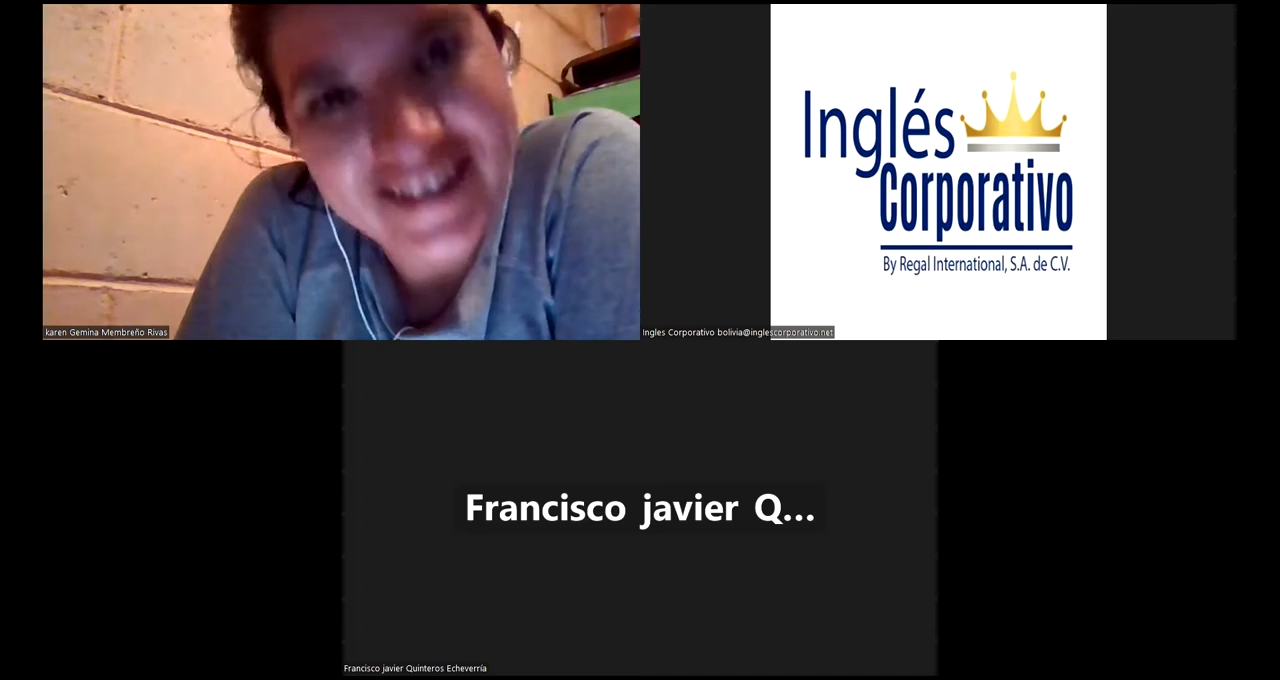 Inglés
Corporativo
By Regal International, S.A. de C.V.
karen Gemina Membreño Rivas
Ingles Corporativo bolivia@inglescorporativo.net
Francisco javier Q...
Francisco javier Quinteros Echeverría